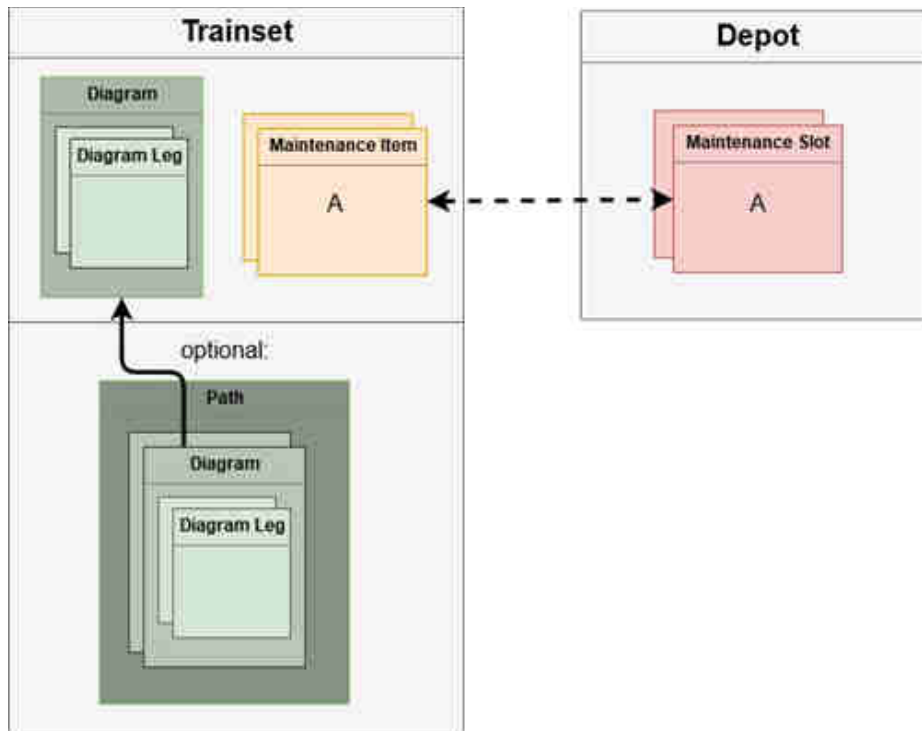 Trainset
Depot
Diagram
Diagram Leg
Maintenance Item
A
Maintenance Slot
A
optional:
Path
Diagram
Diagram Leg